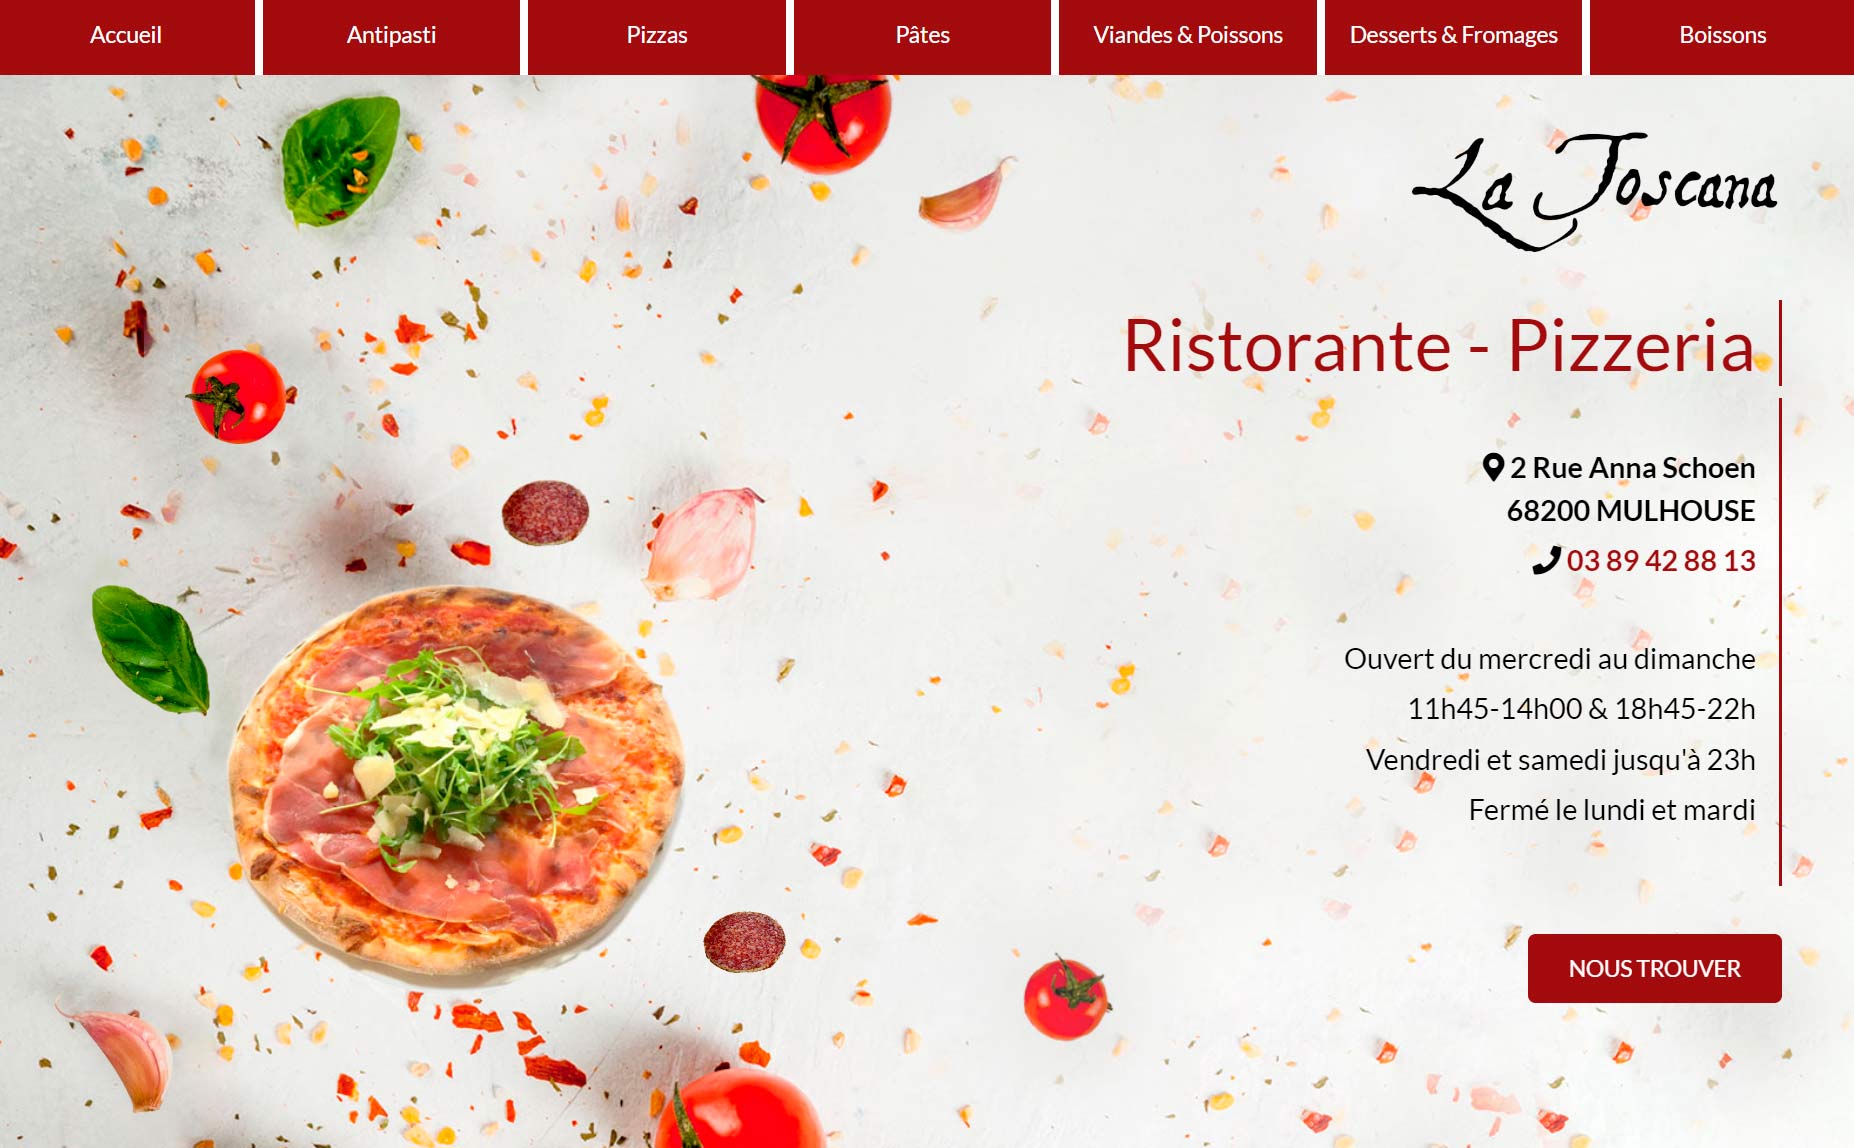 Accueil
Antipasti
Pizzas
Pâtes
Viandes & Poissons
Desserts & Fromages
Boissons
La Toscana
Ristorante - Pizzeria
2 Rue Anna Schoen
68200 MULHOUSE
03 89 42 88 13
Ouvert du mercredi au dimanche
11h45-14h00 & 18h45-22h
Vendredi et samedi jusqu'à 23h
Fermé le lundi et mardi
NOUS TROUVER